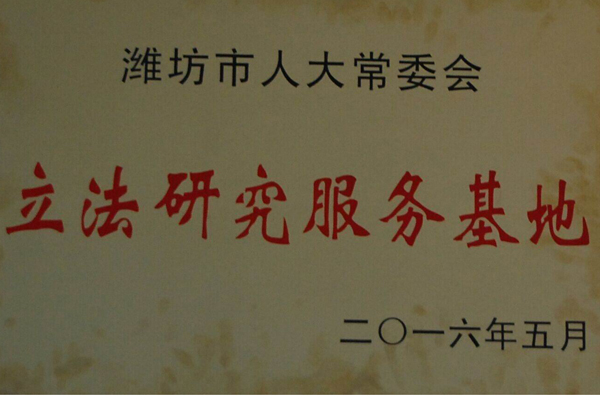 潍坊市人大常委会
立法研究服务基地
二〇一六年五月